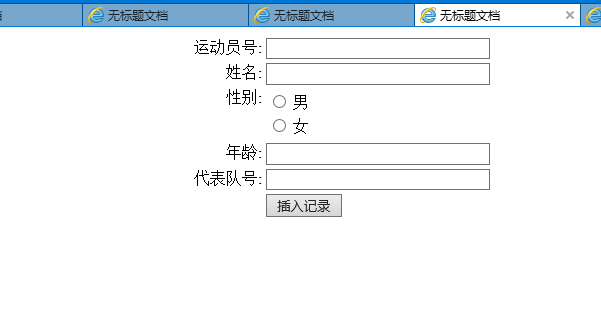 档 无标题文档 无标题文档 无标题文档
运动员号:
姓名:
性别: 男
女
年龄:
代表队号:
插入记录